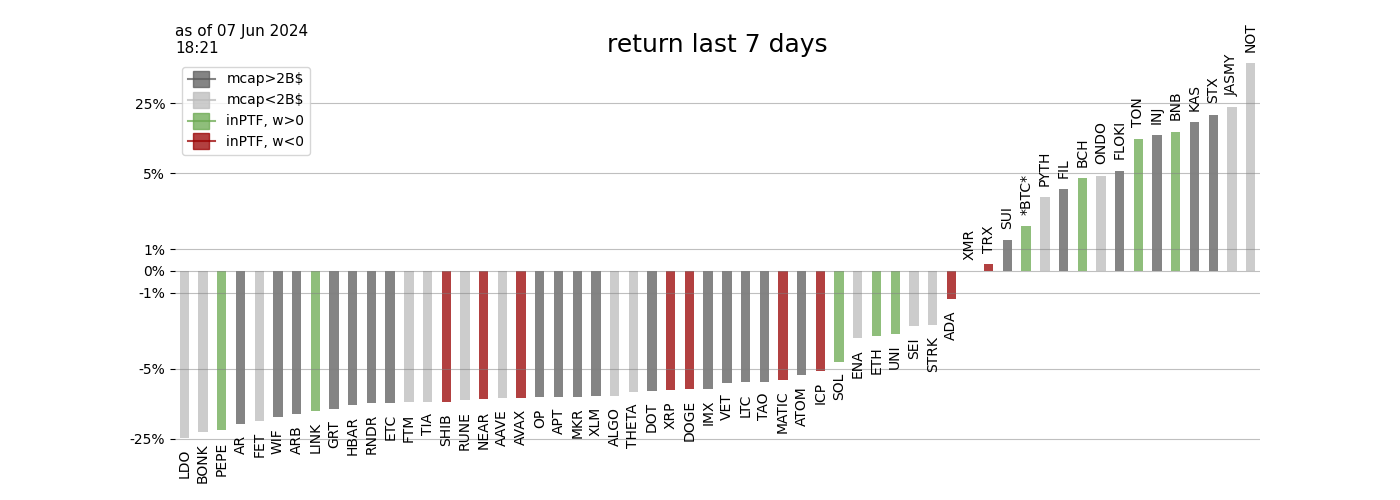 as of 07 Jun 2024
18:21
return last 7 days
mcap>2B$
mcap<2B$
inPTF, w>0
inPTF, w<0
25%
5%
1%
0%
-1%
-5%
-25%
LDO
BONK
PEPE
AR
FET
WIF
ARB
LINK
GRT
HBAR
RNDR
ETC
FTM
TIA
SHIB
RUNE
NEAR
AAVE
AVAX
OP
APT
MKR
XLM
ALGO
THETA
DOT
XRP
DOGE
IMX
VET
LTC
TAO
MATIC
ATOM
ICP
SOL
ENA
ETH
UNI
SEI
STRK
ADA
XMR
TRX
SUI
*BTC*
PYTH
FIL
BCH
ONDO
FLOKI
TON
INJ
BNB
KAS
STX
JASMY
NOT